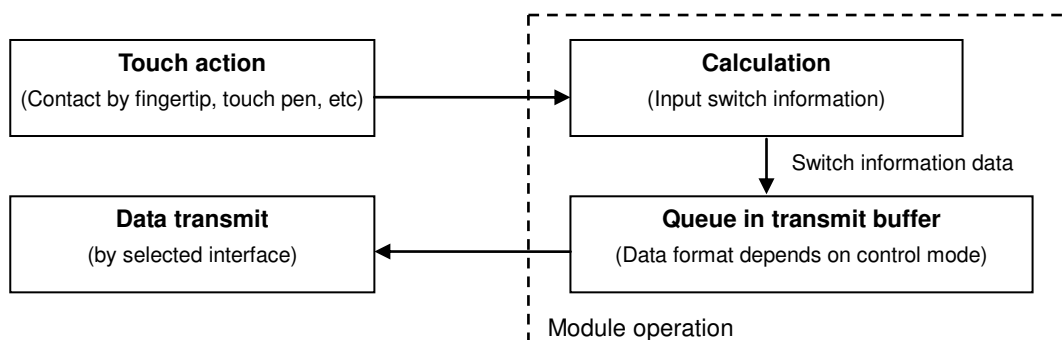 Touch action
(Contact by fingertip, touch pen, etc)
Calculation
(Input switch information)
Switch information data
Data transmit
(by selected interface)
Queue in transmit buffer
(Data format depends on control mode)
Module operation